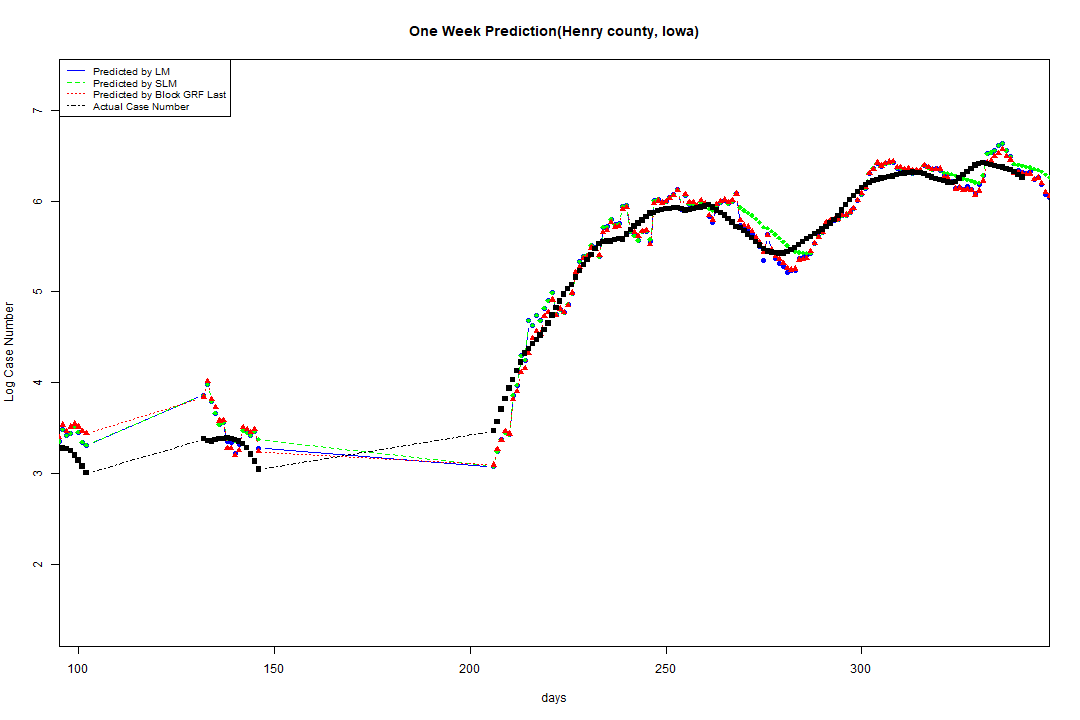 One Week Prediction(Henry county, Iowa)
Predicted by LM
Predicted by SLM
Predicted by Block GRF Last
Actual Case Number
7
6
5
4
3
2
Log Case Number
100 150 200 250 300
days